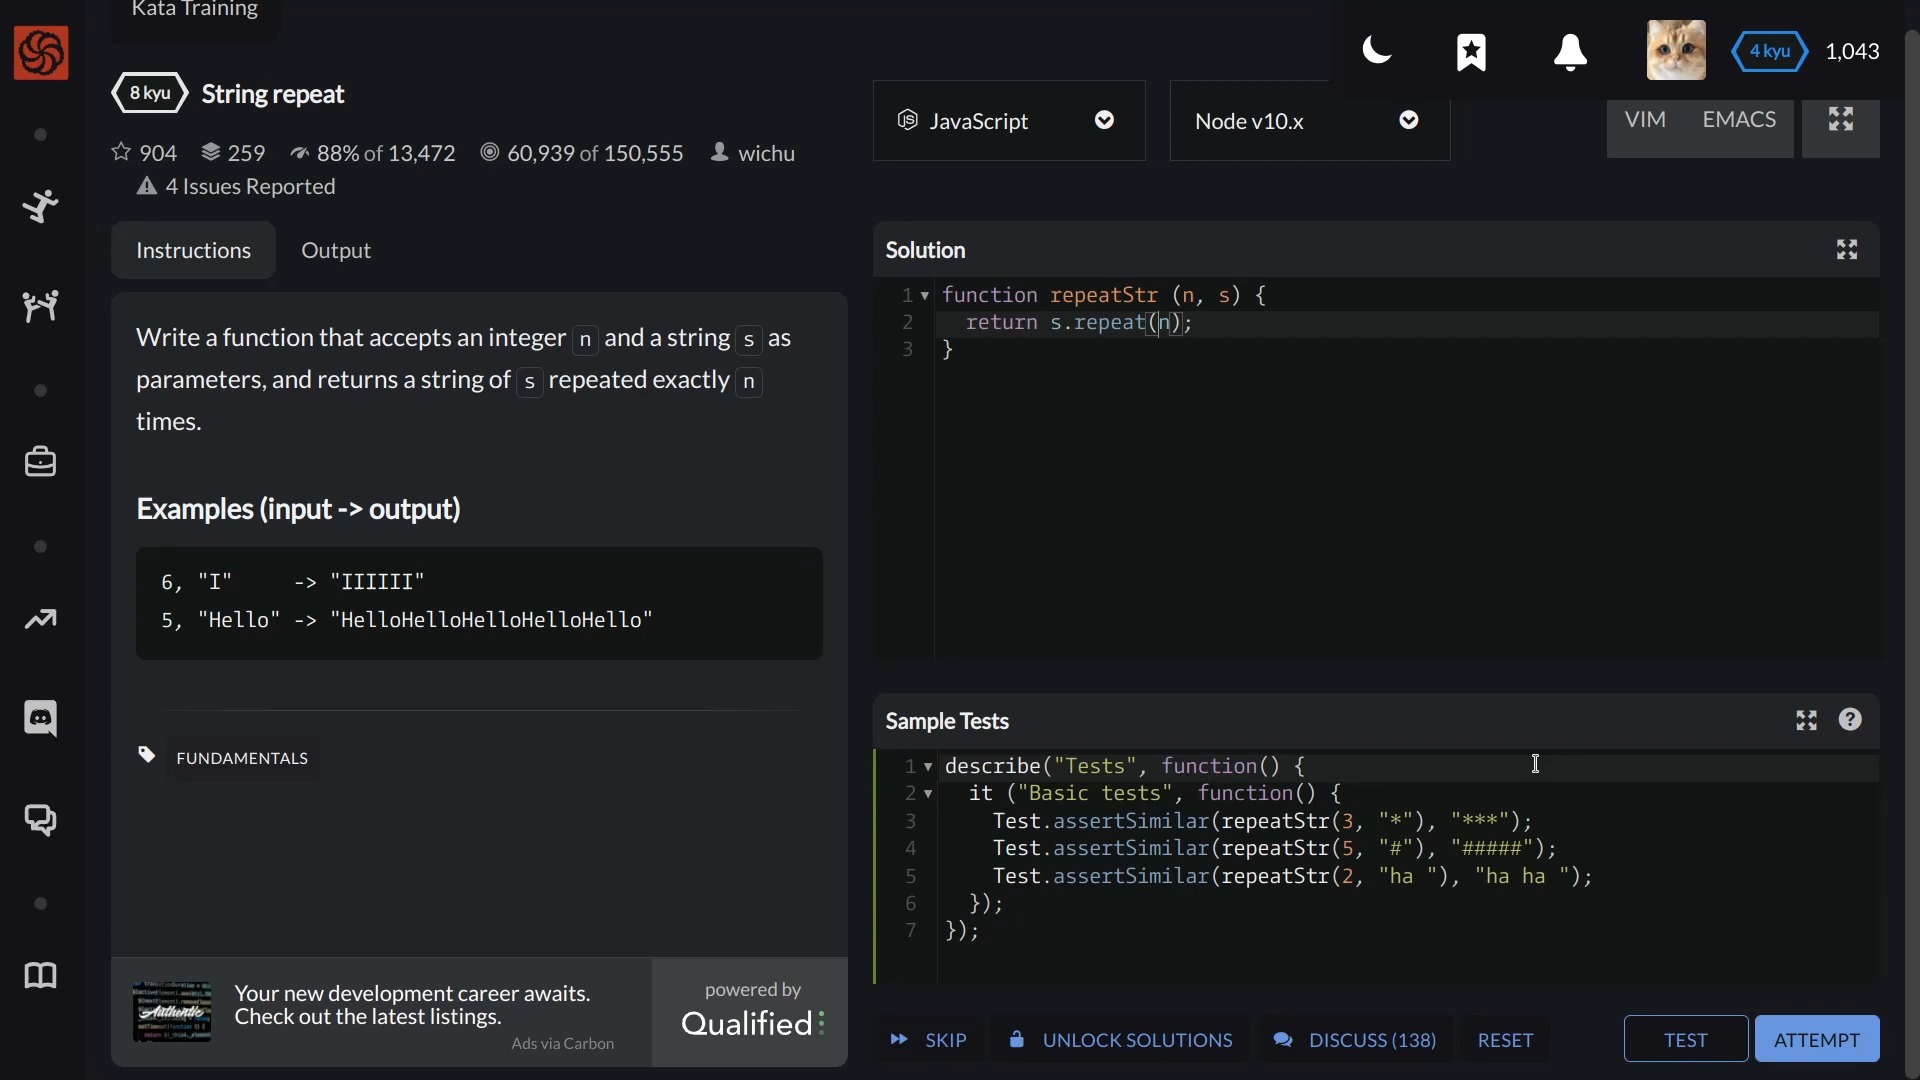 Kata Training
8 kyu String repeat
904 259 88% of 13,472 60,939 of 150,555 wichu
4 Issues Reported
JavaScript
Node v10.x
4 kyu 1,043
VIM EMACS
Instructions Output
Write a function that accepts an integer n and a string s as
parameters, and returns a string of s repeated exactly n
times.
Examples (input -> output)
6, "I"     -> "IIIIII"
5, "Hello" -> "HelloHelloHelloHelloHello"
FUNDAMENTALS
Your new development career awaits.
Check out the latest listings.
Ads via Carbon
powered by
Qualified
Solution
1 function repeatStr (n, s) {
2   return s.repeat(n);
3 }
Sample Tests
1 describe("Tests", function() {
2   it ("Basic tests", function() {
3     Test.assertSimilar(repeatStr(3, "*"), "***");
4     Test.assertSimilar(repeatStr(5, "#"), "#####");
5     Test.assertSimilar(repeatStr(2, "ha "), "ha ha ");
6   });
7 });
SKIP UNLOCK SOLUTIONS DISCUSS (138) RESET TEST ATTEMPT